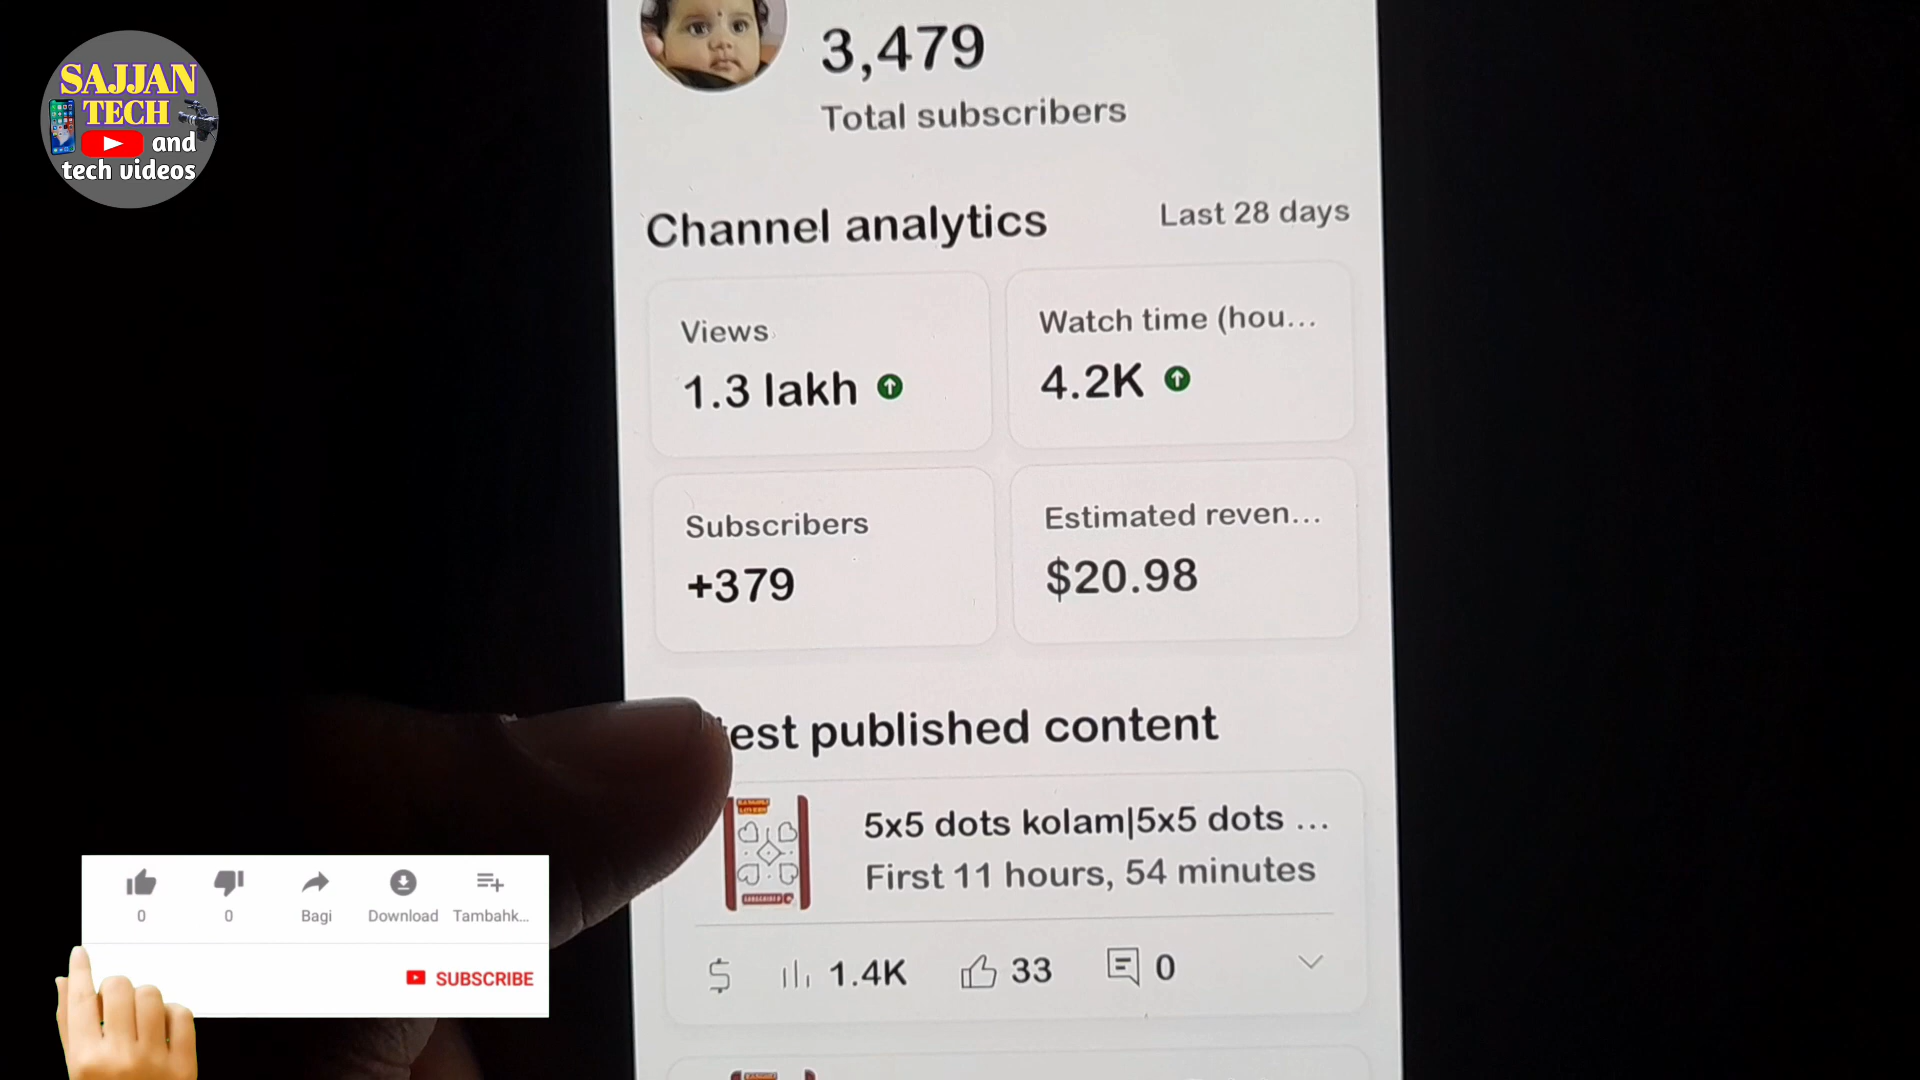 SAJJAN
TECH
and
tech videos
3,479
Total subscribers
Channel analytics
Last 28 days
Views
1.3 lakh
Watch time (hou...
4.2K
Subscribers
+379
Estimated reven...
$20.98
est published content
5x5 dots kolam|5x5 dots ...
First 11 hours, 54 minutes
$ 1.4K 33 0
0 0 Bagi Download Tambahk...
SUBSCRIBE